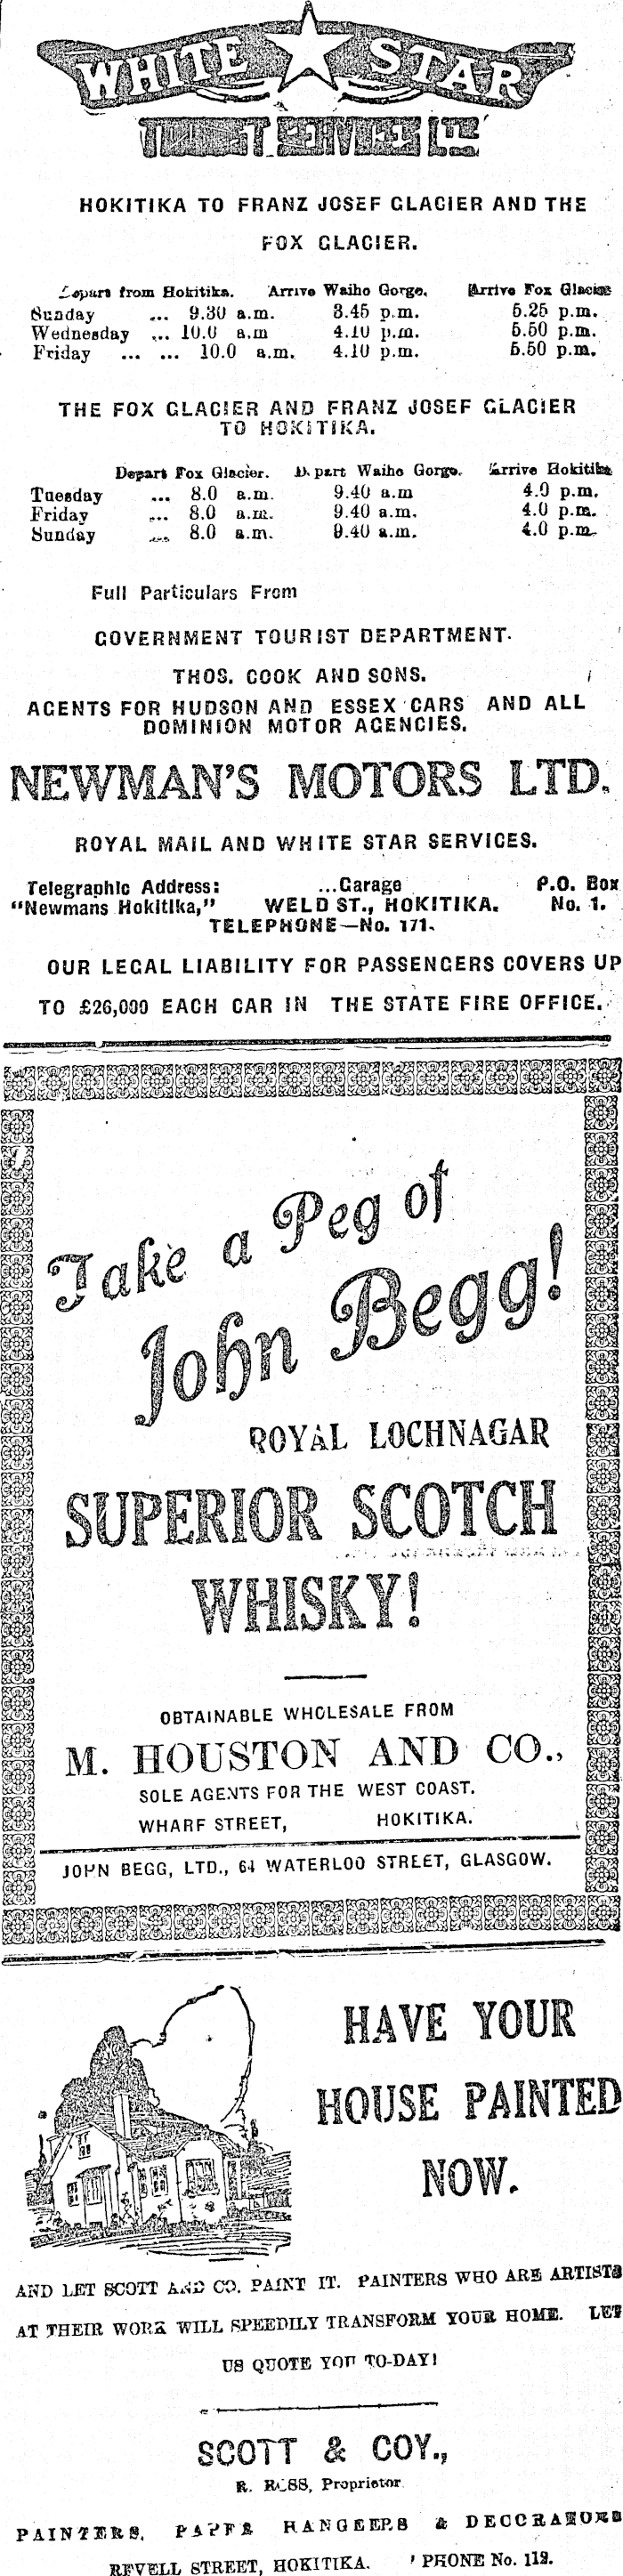 WHITE STAR
TOURIST SERVICES LTD
HOKITIKA TO FRANZ JOSEF GLACIER AND THE
FOX GLACIER.
Depart from Hokitika. Arrive Waiho Gorge. Arrive Fox Glacier
Sunday ... 9.30 a.m. 3.45 p.m. 5.25 p.m.
Wednesday ... 10.0 a.m 4.10 p.m. 5.50 p.m.
Friday ... ... 10.0 a.m. 4.10 p.m. 5.50 p.m.
THE FOX GLACIER AND FRANZ JOSEF GLACIER
TO HOKITIKA.
Depart Fox Glacier. Depart Waiho Gorge. Arrive Hokitika
Tuesday ... 8.0 a.m. 9.40 a.m 4.0 p.m.
Friday ... 8.0 a.m. 9.40 a.m. 4.0 p.m.
Sunday ... 8.0 a.m. 9.40 a.m. 4.0 p.m.
Full Particulars From
GOVERNMENT TOURIST DEPARTMENT.
THOS. COOK AND SONS.
AGENTS FOR HUDSON AND ESSEX CARS AND ALL
DOMINION MOTOR AGENCIES.
NEWMAN'S MOTORS LTD.
ROYAL MAIL AND WHITE STAR SERVICES.
Telegraphic Address: ...Garage P.O. Box
"Newmans Hokitika," WELD ST., HOKITIKA. No. 1.
TELEPHONE—No. 171.
OUR LEGAL LIABILITY FOR PASSENGERS COVERS UP
TO £26,000 EACH CAR IN THE STATE FIRE OFFICE.
Take a Peg of
John Begg!
ROYAL LOCHNAGAR
SUPERIOR SCOTCH
WHISKY!
OBTAINABLE WHOLESALE FROM
M. HOUSTON AND CO.,
SOLE AGENTS FOR THE WEST COAST.
WHARF STREET, HOKITIKA.
JOHN BEGG, LTD., 64 WATERLOO STREET, GLASGOW.
HAVE YOUR
HOUSE PAINTED
NOW.
AND LET SCOTT AND CO. PAINT IT. PAINTERS WHO ARE ARTISTS
AT THEIR WORK WILL SPEEDILY TRANSFORM YOUR HOME. LET
US QUOTE YOU TO-DAY!
SCOTT & COY.,
R. ROSS, Proprietor
PAINTERS, PAPER HANGERS & DECORATORS
REVELL STREET, HOKITIKA. 'PHONE No. 112.